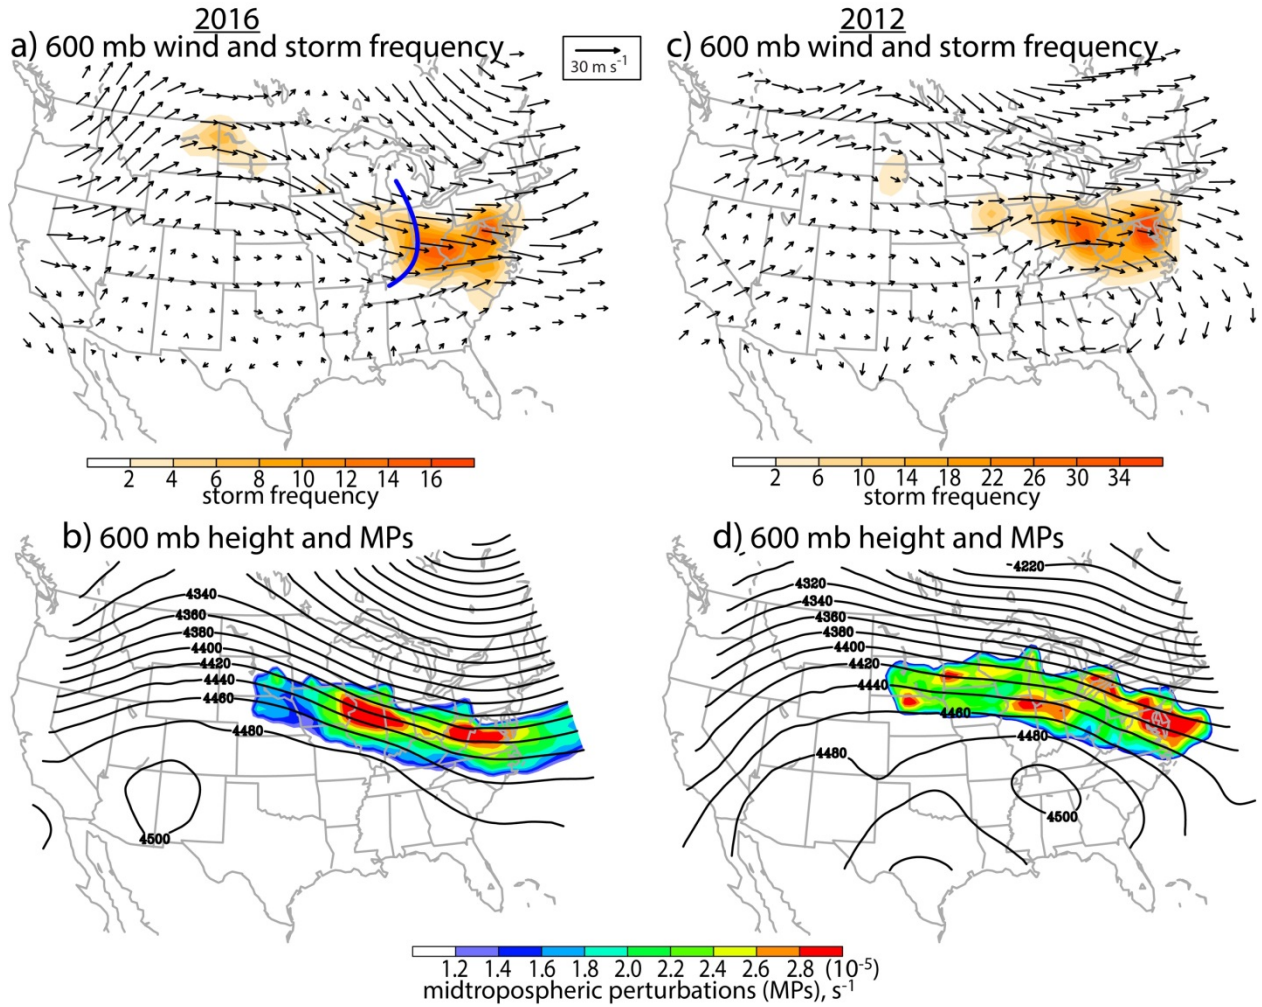 2016
a) 600 mb wind and storm frequency
30 m s⁻¹
2 4 6 8 10 12 14 16
storm frequency
2012
c) 600 mb wind and storm frequency
2 6 10 14 18 22 26 30 34
storm frequency
b) 600 mb height and MPs
4340
4360
4380
4400
4420
4440
4460
4480
4500
d) 600 mb height and MPs
4220
4320
4340
4360
4380
4400
4420
4440
4460
4480
4480
4500
1.2 1.4 1.6 1.8 2.0 2.2 2.4 2.6 2.8 (10⁻⁵)
midtropospheric perturbations (MPs), s⁻¹